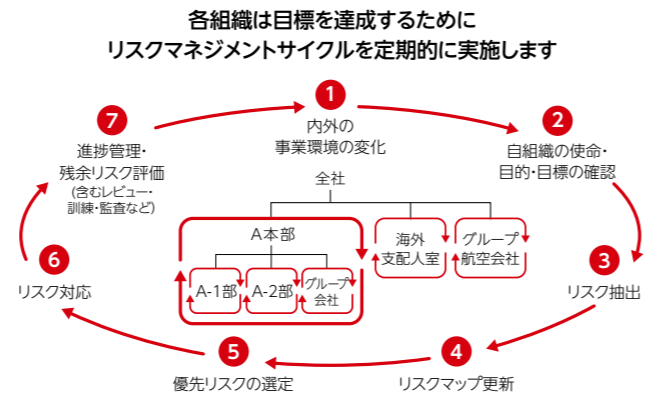 各組織は目標を達成するために
リスクマネジメントサイクルを定期的に実施します
1
内外の
事業環境の変化
2
自組織の使命・
目的・目標の確認
3
リスク抽出
4
リスクマップ更新
5
優先リスクの選定
6
リスク対応
7
進捗管理・
残余リスク評価
(含むレビュー・
訓練・監査など)
全社
A本部
A-1部
A-2部
グループ
会社
海外
支配人室
グループ
航空会社